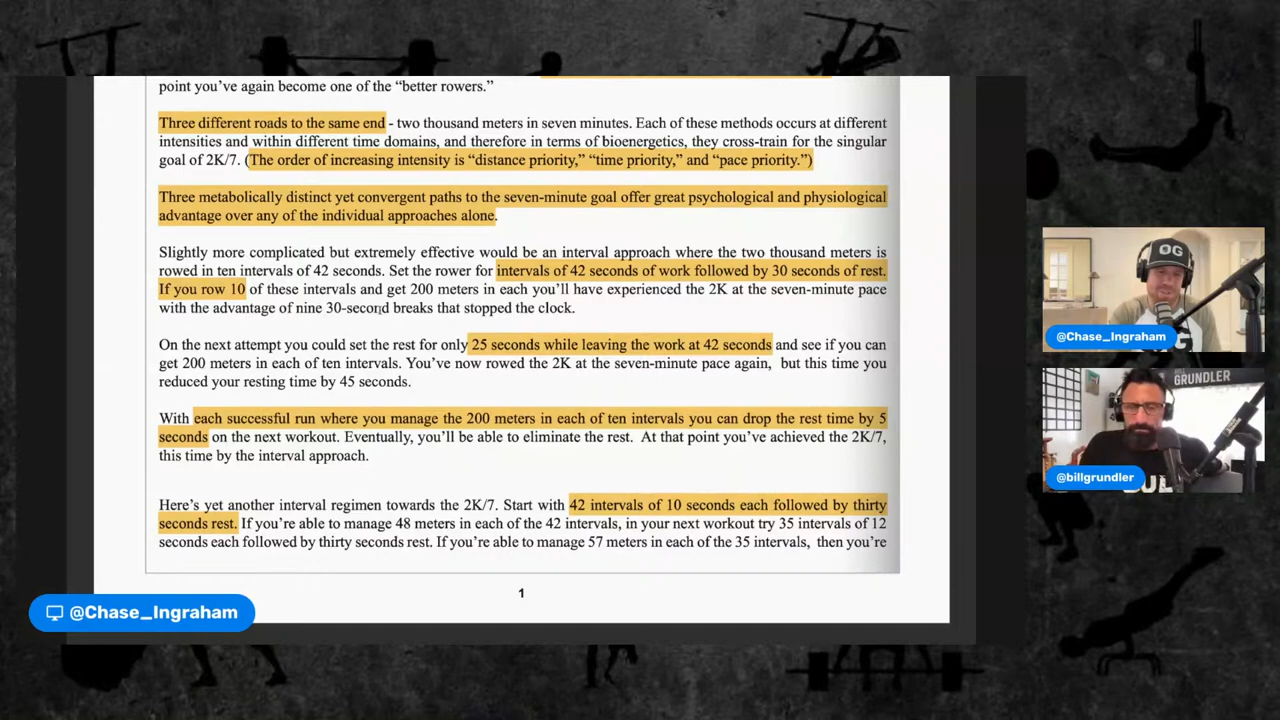 point you’ve again become one of the “better rowers.”
Three different roads to the same end - two thousand meters in seven minutes. Each of these methods occurs at different
intensities and within different time domains, and therefore in terms of bioenergetics, they cross-train for the singular
goal of 2K/7. (The order of increasing intensity is “distance priority,” “time priority,” and “pace priority.”)
Three metabolically distinct yet convergent paths to the seven-minute goal offer great psychological and physiological
advantage over any of the individual approaches alone.
Slightly more complicated but extremely effective would be an interval approach where the two thousand meters is
rowed in ten intervals of 42 seconds. Set the rower for intervals of 42 seconds of work followed by 30 seconds of rest.
If you row 10 of these intervals and get 200 meters in each you’ll have experienced the 2K at the seven-minute pace
with the advantage of nine 30-second breaks that stopped the clock.
On the next attempt you could set the rest for only 25 seconds while leaving the work at 42 seconds and see if you can
get 200 meters in each of ten intervals. You’ve now rowed the 2K at the seven-minute pace again, but this time you
reduced your resting time by 45 seconds.
With each successful run where you manage the 200 meters in each of ten intervals you can drop the rest time by 5
seconds on the next workout. Eventually, you’ll be able to eliminate the rest. At that point you’ve achieved the 2K/7,
this time by the interval approach.
Here’s yet another interval regimen towards the 2K/7. Start with 42 intervals of 10 seconds each followed by thirty
seconds rest. If you’re able to manage 48 meters in each of the 42 intervals, in your next workout try 35 intervals of 12
seconds each followed by thirty seconds rest. If you’re able to manage 57 meters in each of the 35 intervals, then you’re
1
@Chase_Ingraham
OG
@Chase_Ingraham
GRUNDLER
@billgrundler